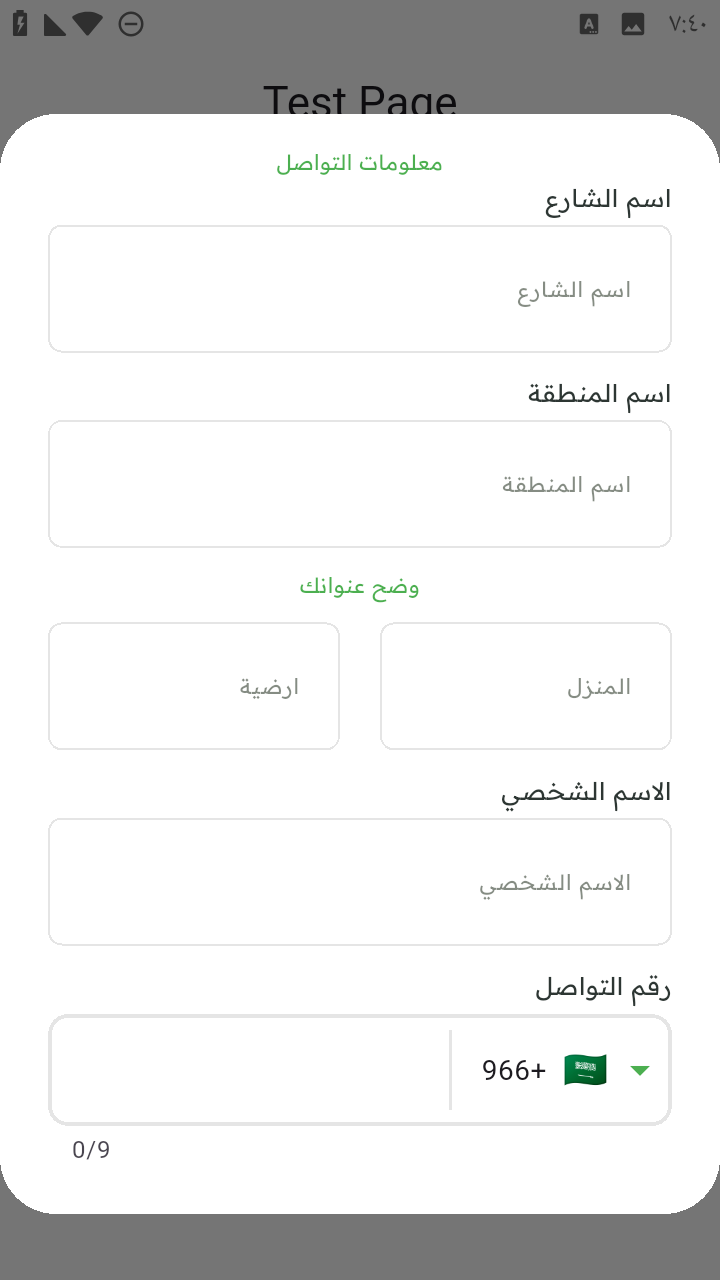 ٧:٤٠
Test Page
معلومات التواصل
اسم الشارع
اسم الشارع
اسم المنطقة
اسم المنطقة
وضح عنوانك
المنزل ارضية
الاسم الشخصي
الاسم الشخصي
رقم التواصل
966+
0/9